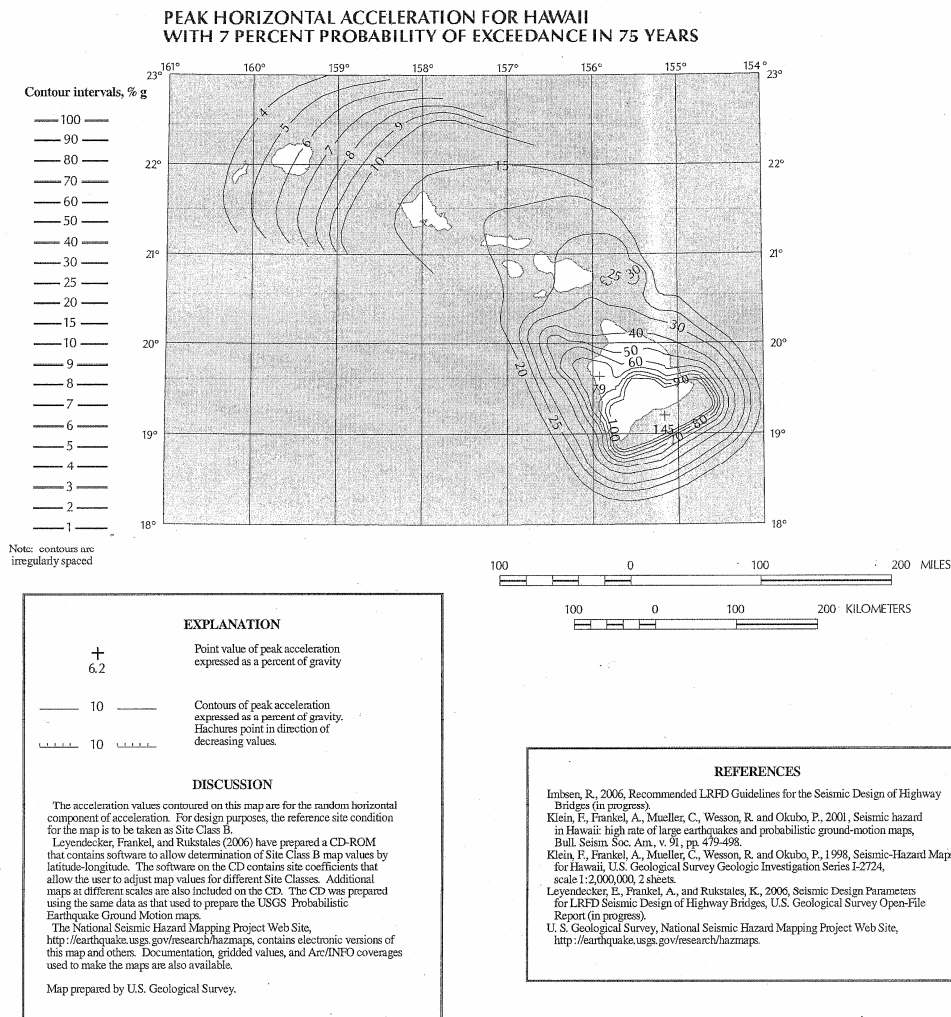 PEAK HORIZONTAL ACCELERATION FOR HAWAII
WITH 7 PERCENT PROBABILITY OF EXCEEDANCE IN 75 YEARS
161° 160° 159° 158° 157° 156° 155° 154°
23° 23°
22° 22°
21° 21°
20° 20°
19° 19°
18° 18°
Contour intervals, % g
100
90
80
70
60
50
40
30
25
20
15
10
9
8
7
6
5
4
3
2
1
Note: contours are
irregularly spaced
4
5
6
7
8
9
10
15
25 30
30
40
50
60
20
79
90
25
100
145
80
70
100 0 100 200 MILES
100 0 100 200 KILOMETERS
EXPLANATION
+
6.2
Point value of peak acceleration
expressed as a percent of gravity
10
Contours of peak acceleration
expressed as a percent of gravity.
Hachures point in direction of
decreasing values.
10
DISCUSSION
The acceleration values contoured on this map are for the random horizontal
component of acceleration. For design purposes, the reference site condition
for the map is to be taken as Site Class B.
Leyendecker, Frankel, and Rukstales (2006) have prepared a CD-ROM
that contains software to allow determination of Site Class B map values by
latitude-longitude. The software on the CD contains site coefficients that
allow the user to adjust map values for different Site Classes. Additional
maps at different scales are also included on the CD. The CD was prepared
using the same data as that used to prepare the USGS Probabilistic
Earthquake Ground Motion maps.
The National Seismic Hazard Mapping Project Web Site,
http://earthquake.usgs.gov/research/hazmaps, contains electronic versions of
this map and others. Documentation, gridded values, and Arc/INFO coverages
used to make the maps are also available.
Map prepared by U.S. Geological Survey.
REFERENCES
Imbsen, R., 2006, Recommended LRFD Guidelines for the Seismic Design of Highway
Bridges (in progress).
Klein, F., Frankel, A., Mueller, C., Wesson, R. and Okubo, P., 2001, Seismic hazard
in Hawaii: high rate of large earthquakes and probabilistic ground-motion maps,
Bull. Seism. Soc. Am., v. 91, pp. 479-498.
Klein, F., Frankel, A., Mueller, C., Wesson, R. and Okubo, P., 1998, Seismic-Hazard Maps
for Hawaii, U.S. Geological Survey Geologic Investigation Series I-2724,
scale 1:2,000,000, 2 sheets.
Leyendecker, E., Frankel, A., and Rukstales, K., 2006, Seismic Design Parameters
for LRFD Seismic Design of Highway Bridges, U.S. Geological Survey Open-File
Report (in progress).
U. S. Geological Survey, National Seismic Hazard Mapping Project Web Site,
http://earthquake.usgs.gov/research/hazmaps.